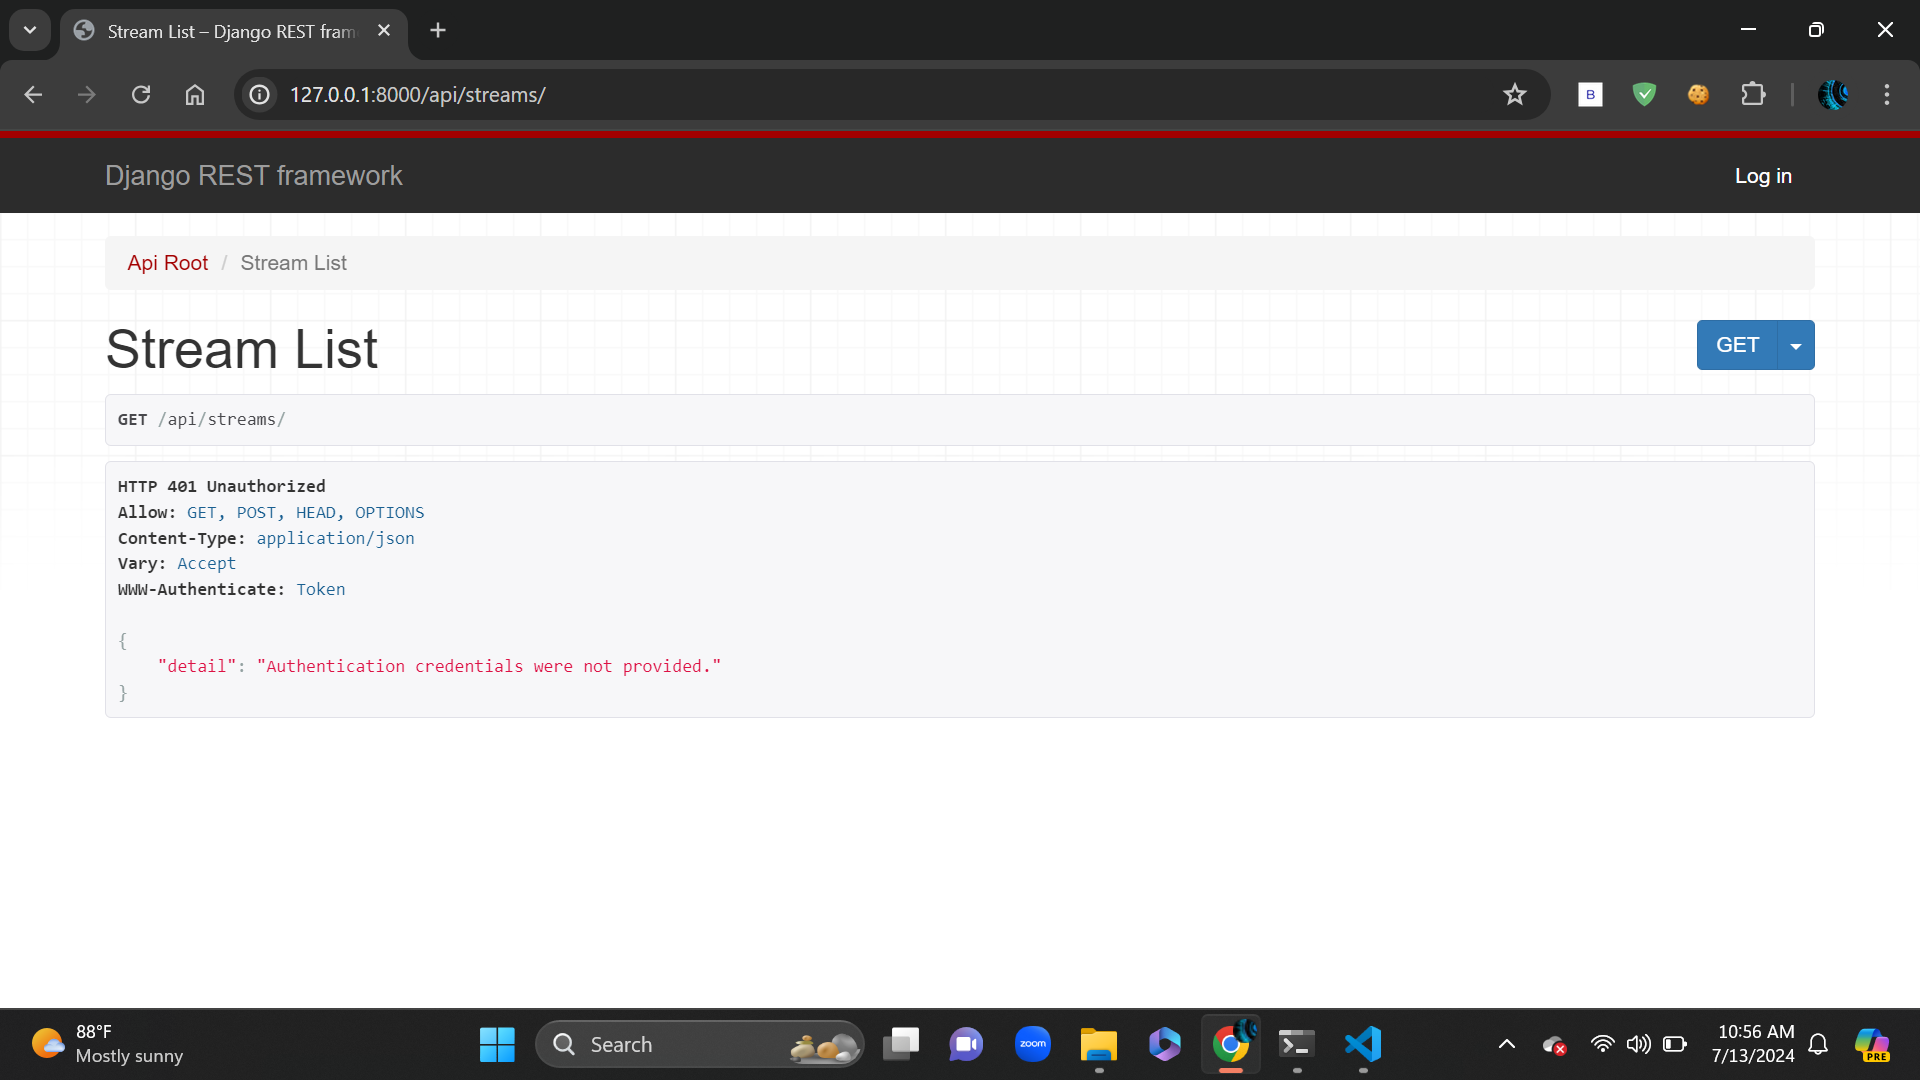 Stream List – Django REST fram
127.0.0.1:8000/api/streams/
B
Django REST framework
Log in
Api Root / Stream List
Stream List
GET
GET /api/streams/
HTTP 401 Unauthorized
Allow: GET, POST, HEAD, OPTIONS
Content-Type: application/json
Vary: Accept
WWW-Authenticate: Token
{
    "detail": "Authentication credentials were not provided."
}
88°F
Mostly sunny
Search
zoom
10:56 AM
7/13/2024
PRE